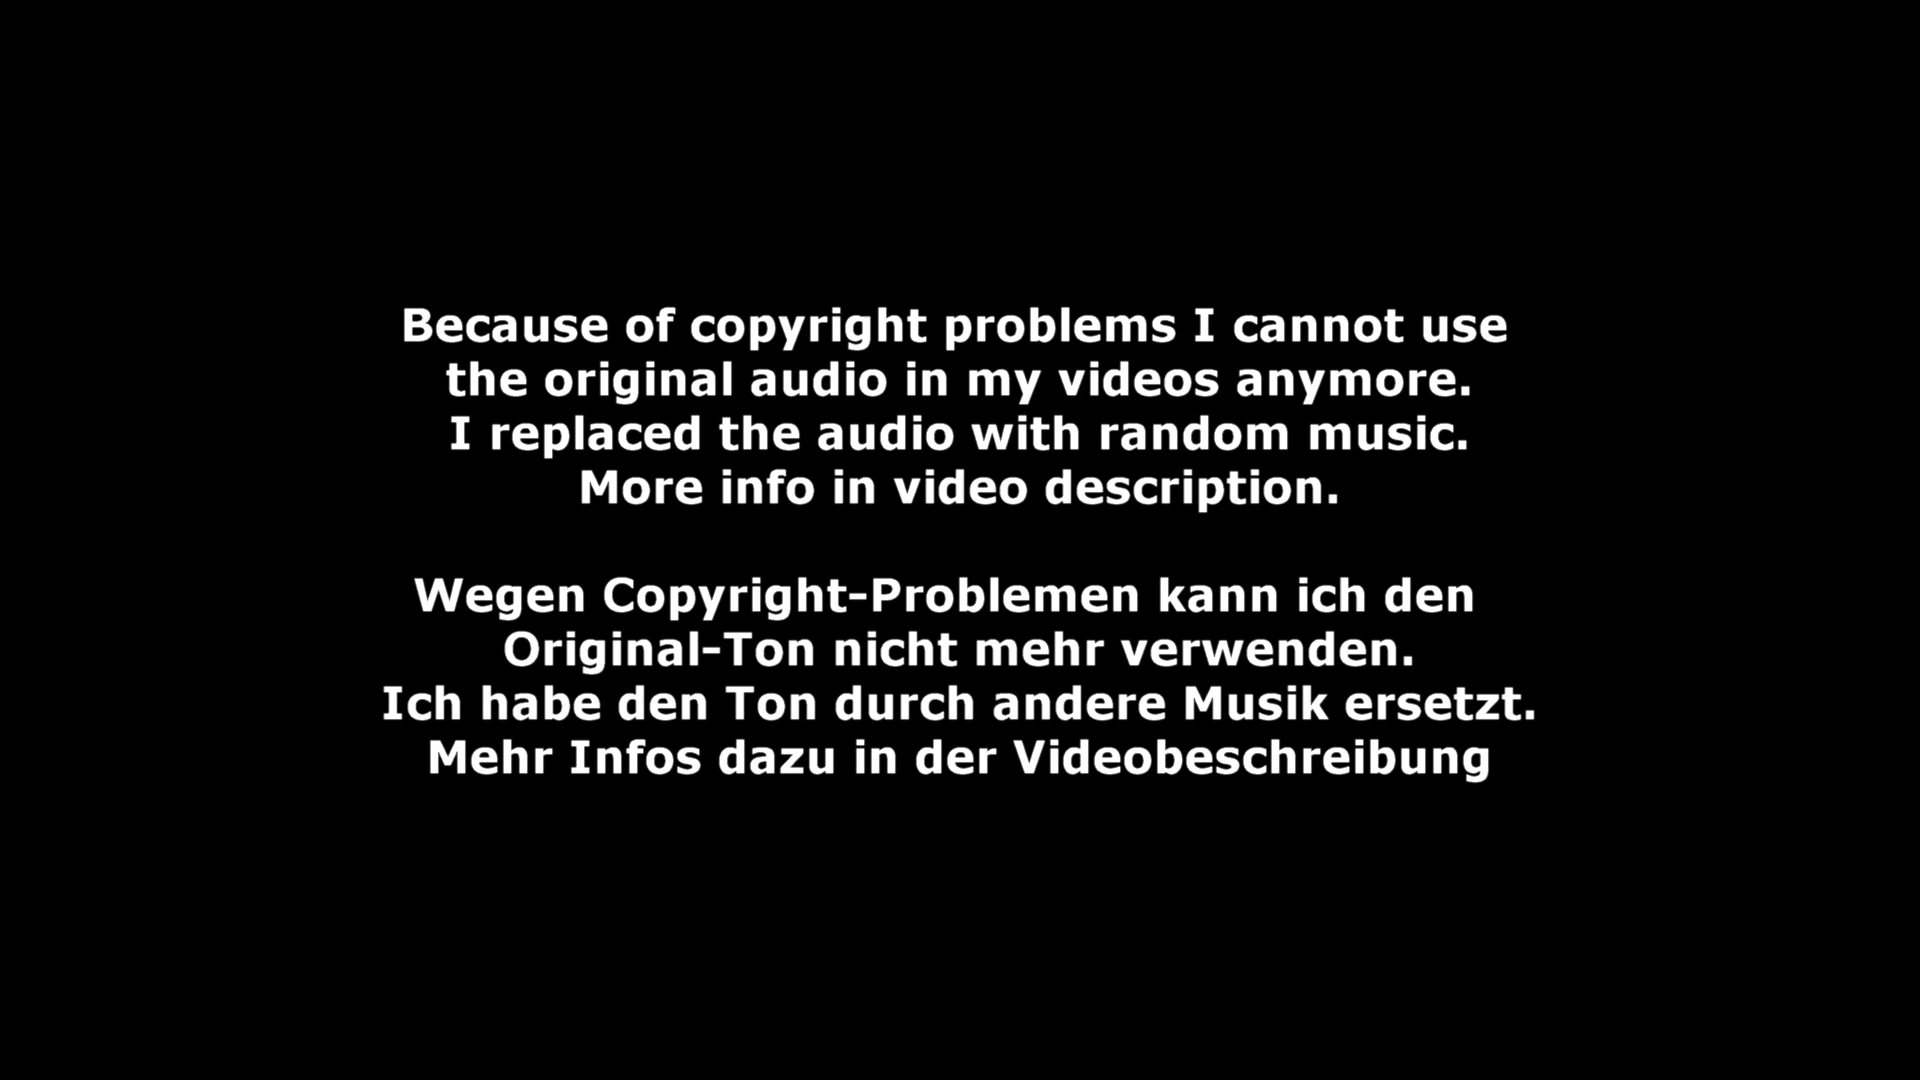 Because of copyright problems I cannot use
the original audio in my videos anymore.
I replaced the audio with random music.
More info in video description.
Wegen Copyright-Problemen kann ich den
Original-Ton nicht mehr verwenden.
Ich habe den Ton durch andere Musik ersetzt.
Mehr Infos dazu in der Videobeschreibung